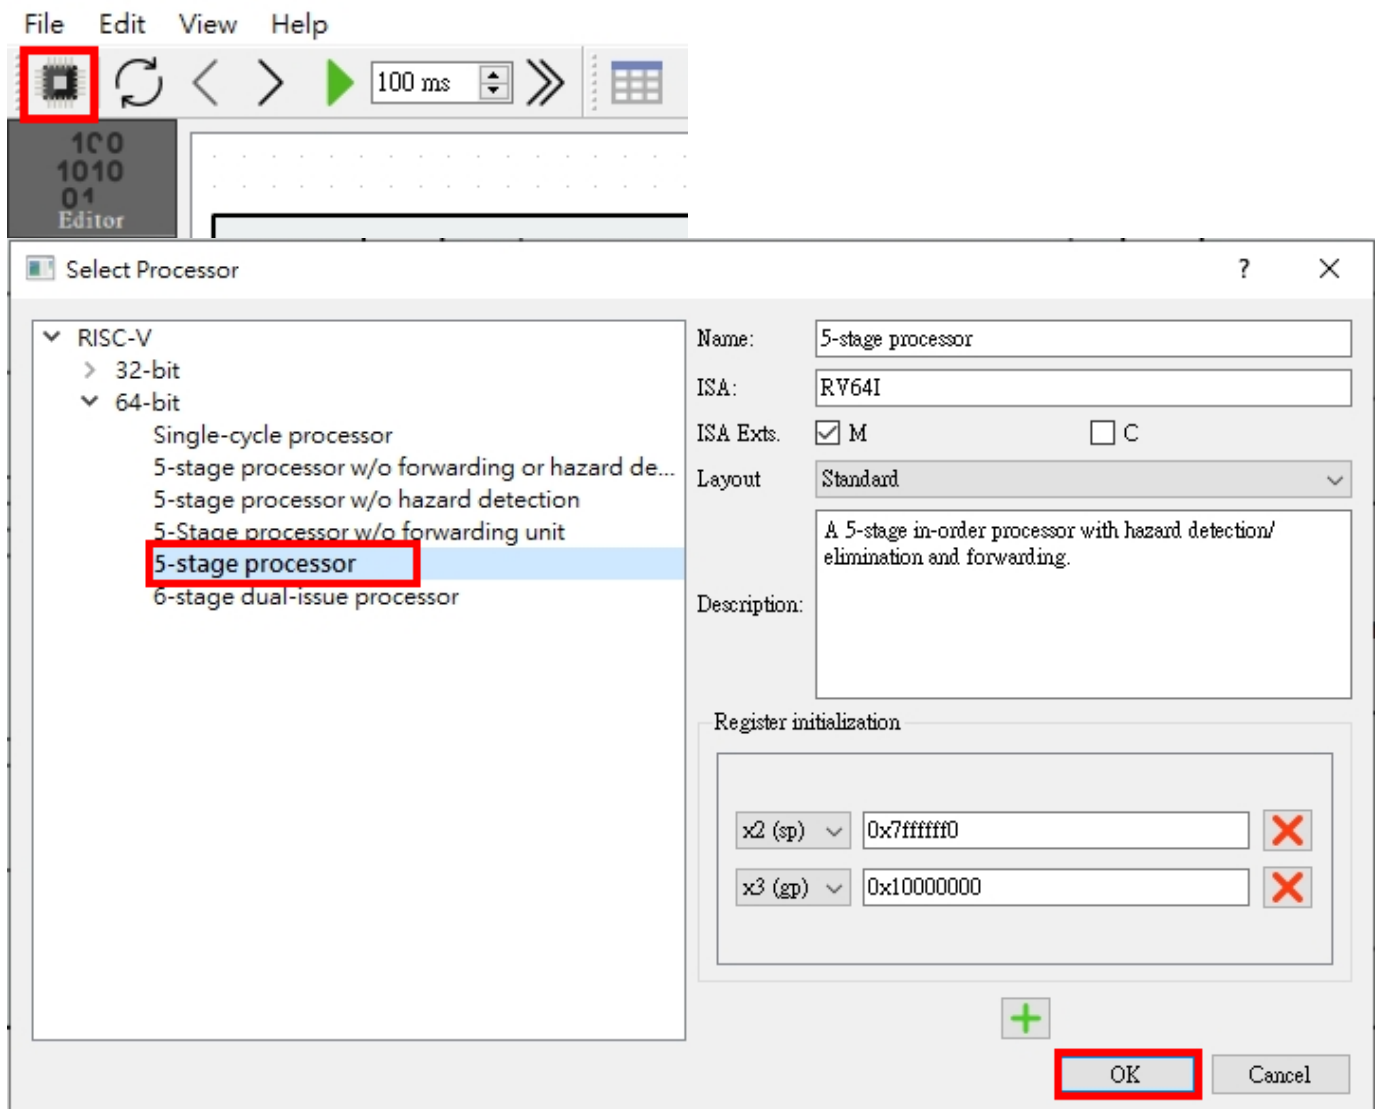 File Edit View Help
100 ms
100
1010
01
Editor
Select Processor ?
RISC-V
32-bit
64-bit
Single-cycle processor
5-stage processor w/o forwarding or hazard de...
5-stage processor w/o hazard detection
5-Stage processor w/o forwarding unit
5-stage processor
6-stage dual-issue processor
Name: 5-stage processor
ISA: RV64I
ISA Exts. M C
Layout Standard
Description: A 5-stage in-order processor with hazard detection/
elimination and forwarding.
Register initialization
x2 (sp) 0x7ffffff0
x3 (gp) 0x10000000
OK Cancel